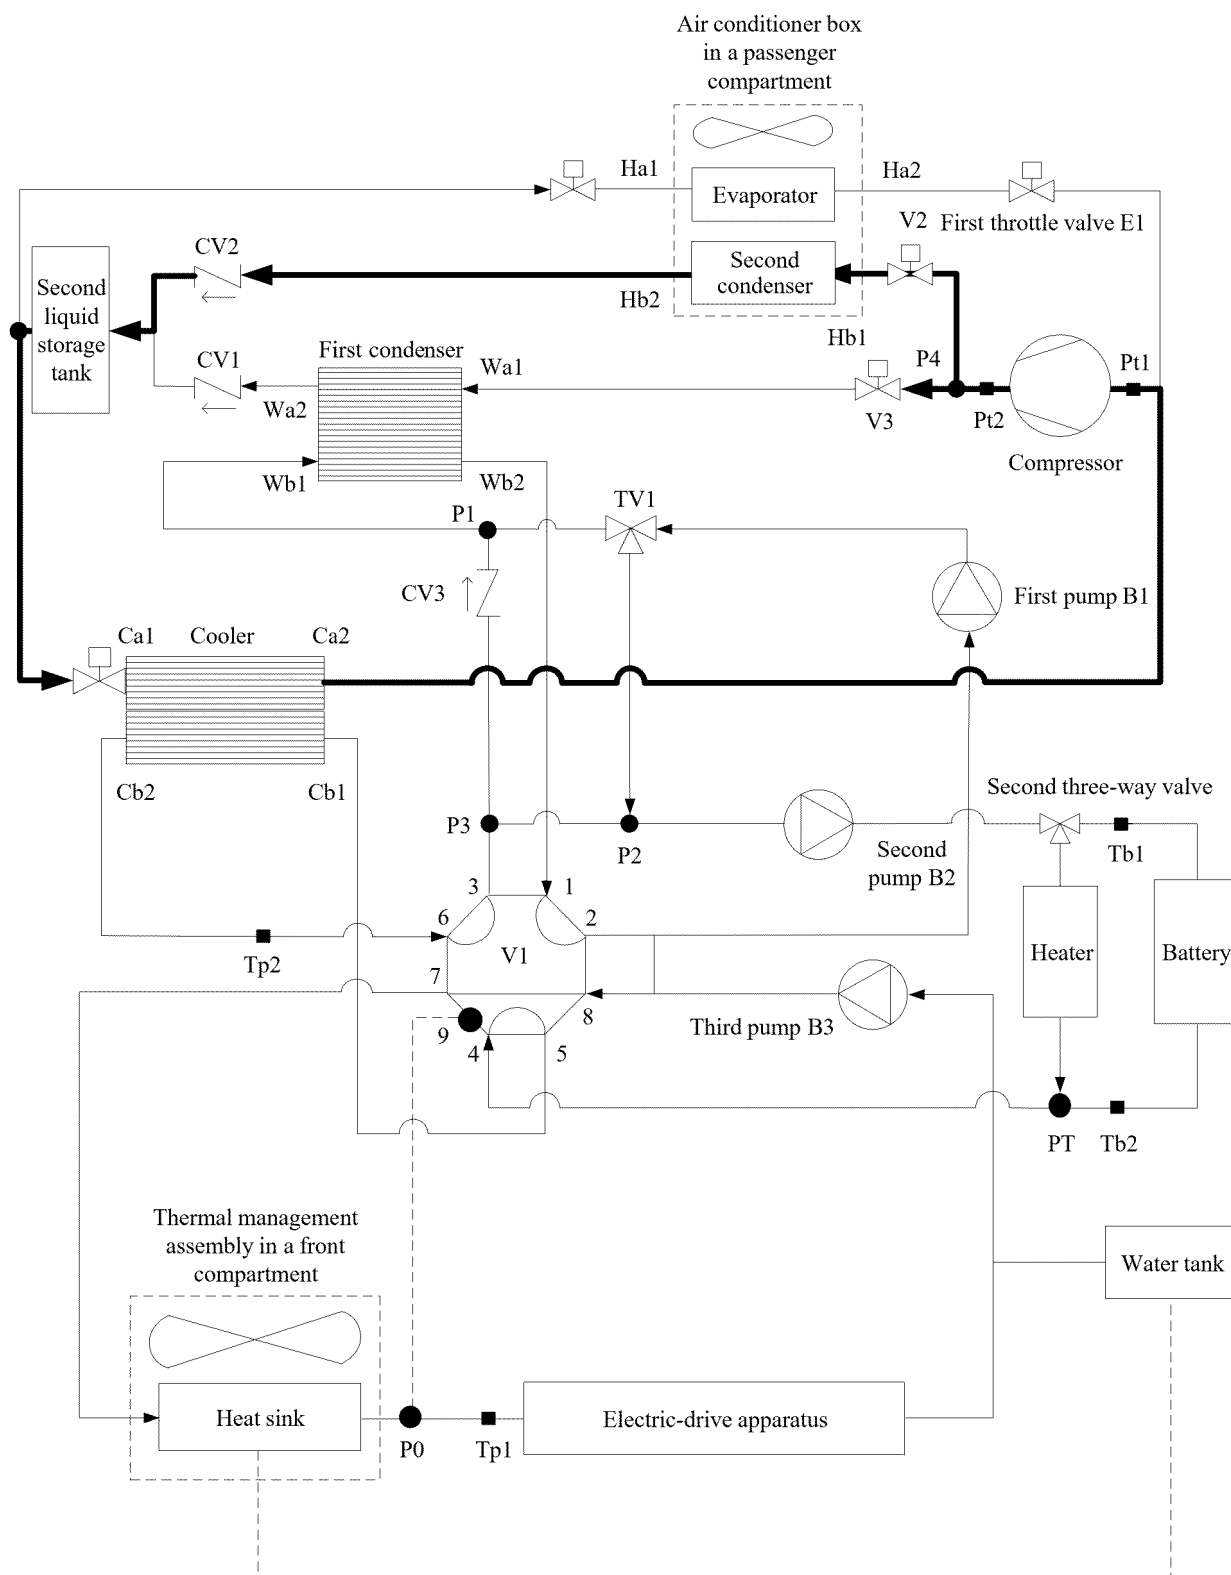 Air conditioner box
in a passenger
compartment
Ha1
Ha2
Evaporator
V2
First throttle valve E1
CV2
Second
condenser
Second
liquid
storage
tank
Hb2
Hb1
CV1
First condenser
Wa1
P4
Pt1
Wa2
V3
Pt2
Compressor
Wb1
Wb2
TV1
P1
CV3
First pump B1
Ca1
Cooler
Ca2
Cb2
Cb1
Second three-way valve
P3
P2
Second
pump B2
Tb1
3
1
6
2
V1
Heater
Battery
Tp2
7
8
9
4
5
Third pump B3
PT
Tb2
Thermal management
assembly in a front
compartment
Water tank
Heat sink
Electric-drive apparatus
P0
Tp1